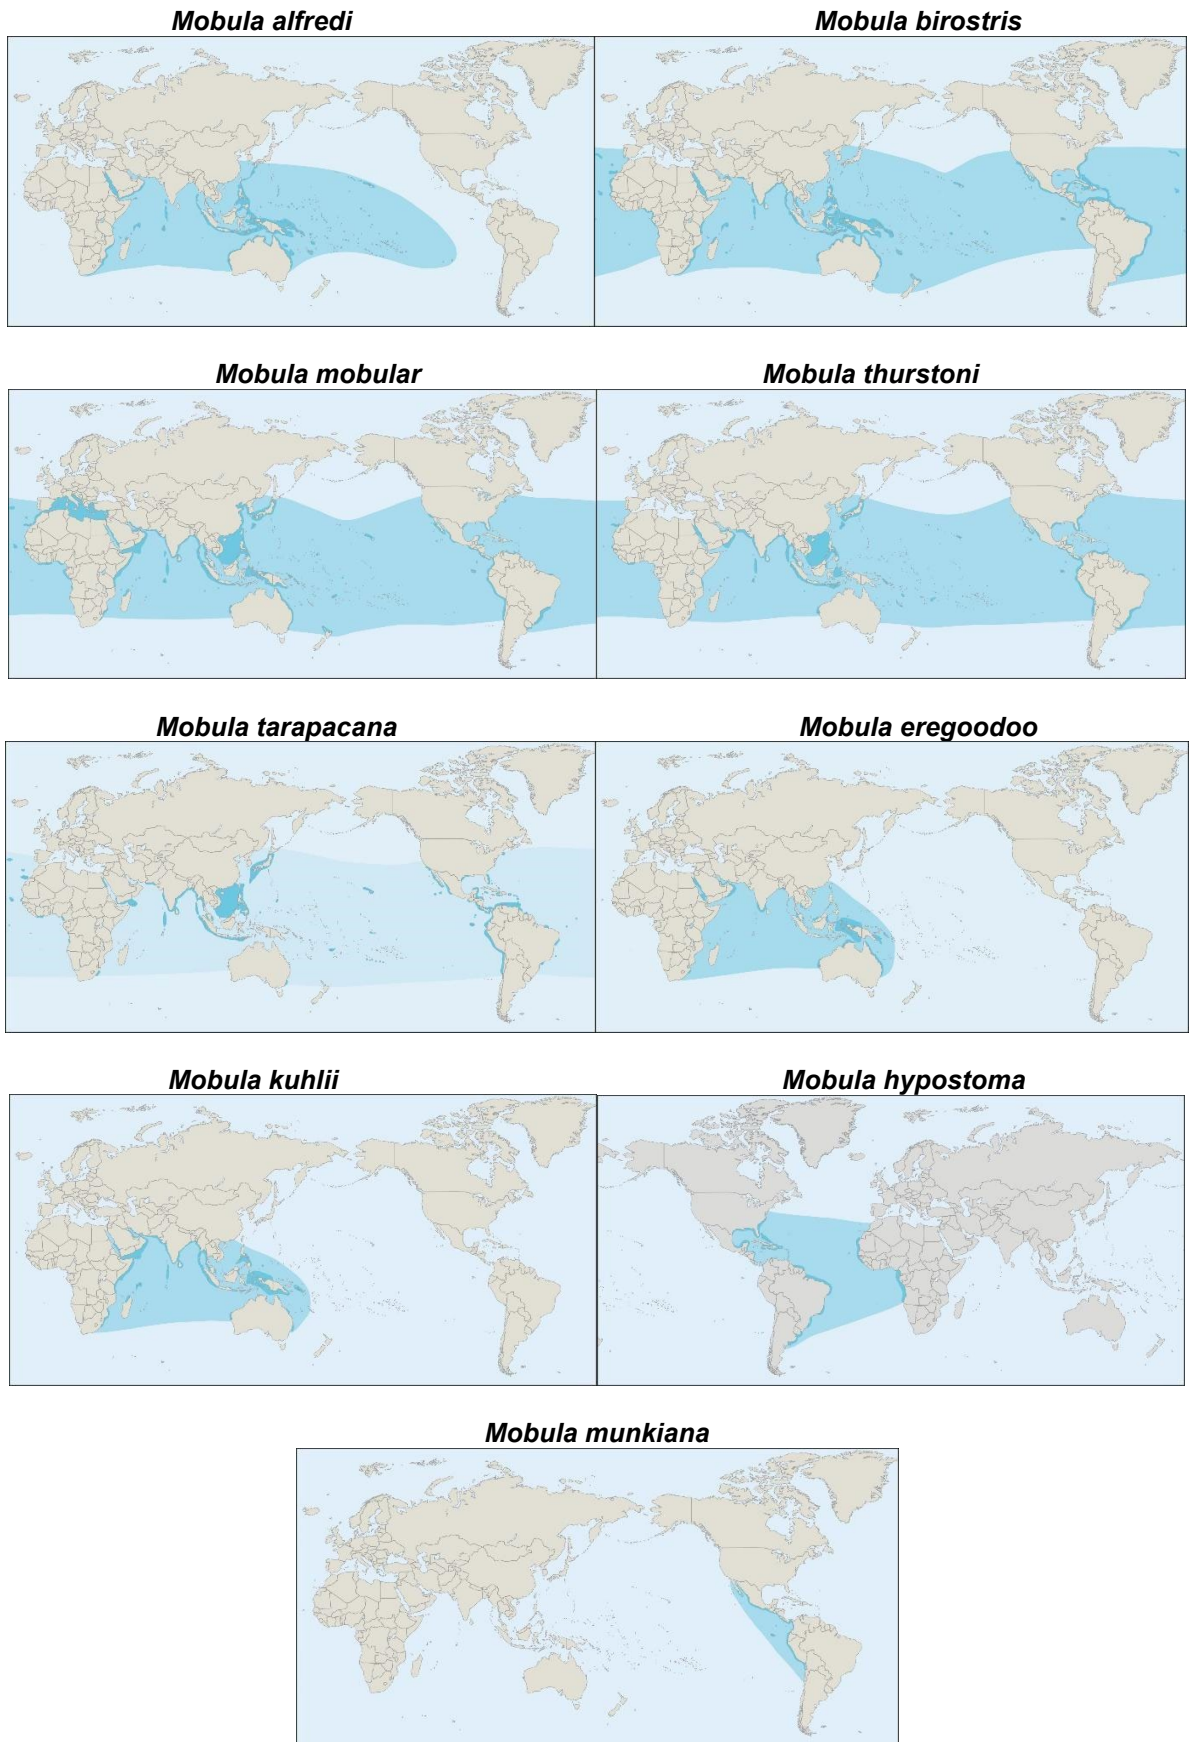 Mobula alfredi
Mobula birostris
Mobula mobular
Mobula thurstoni
Mobula tarapacana
Mobula eregoodoo
Mobula kuhlii
Mobula hypostoma
Mobula munkiana